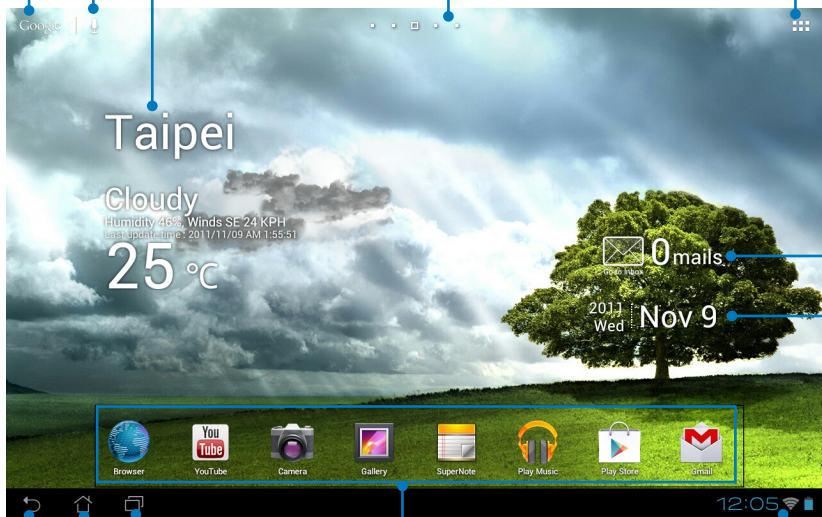 Google
Taipei
Cloudy
Humidity 46%, Winds SE 24 KPH
Last update time : 2011/11/09 AM 1:55:51
25 °C
0 mails
Go to Inbox
2011
Wed
Nov 9
You
Tube
Browser
YouTube
Camera
Gallery
SuperNote
Play Music
Play Store
Gmail
12:05